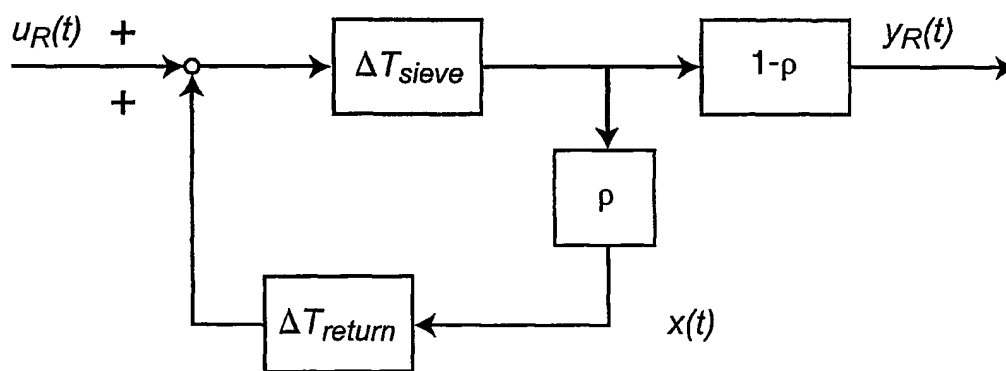 u_R(t)
+
+
ΔT_sieve
1-ρ
y_R(t)
ρ
ΔT_return
x(t)